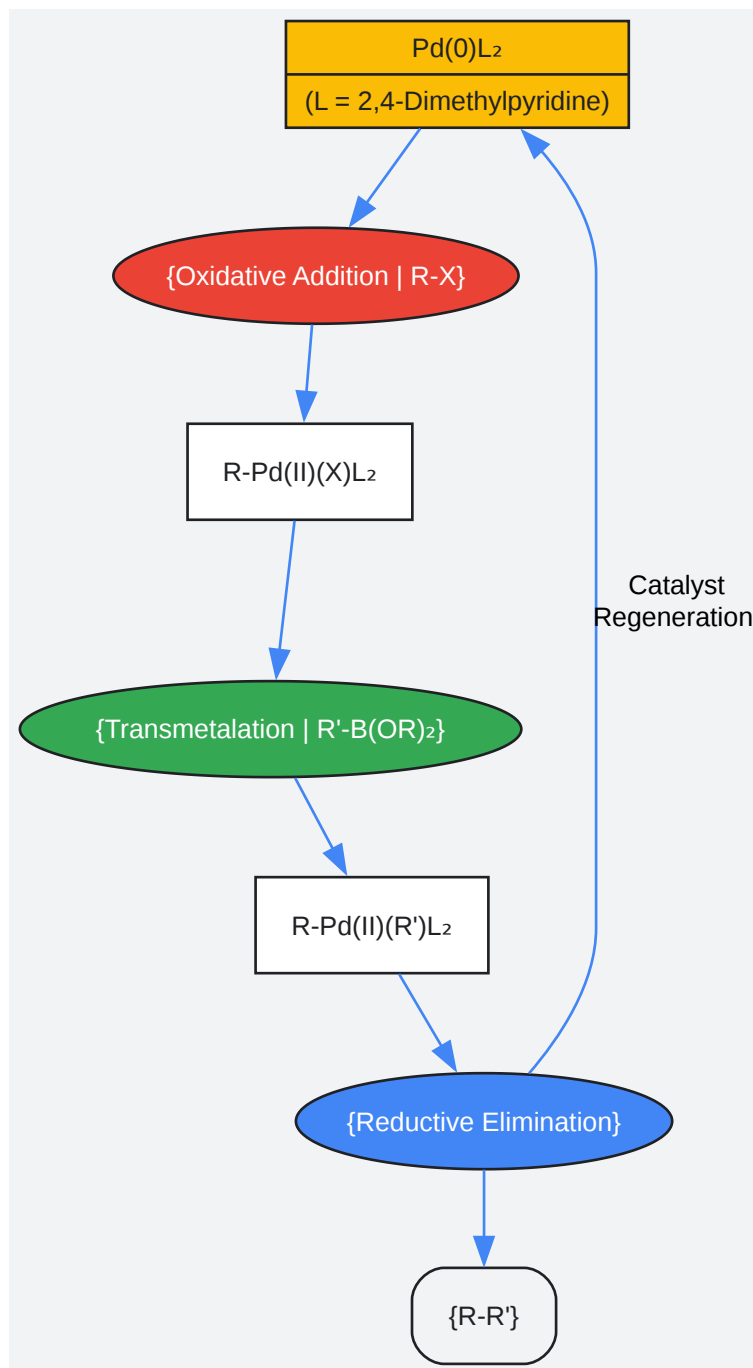 Pd(0)L₂
(L = 2,4-Dimethylpyridine)
{Oxidative Addition | R-X}
R-Pd(II)(X)L₂
Catalyst
Regeneration
{Transmetalation | R'-B(OR)₂}
R-Pd(II)(R')L₂
{Reductive Elimination}
{R-R'}